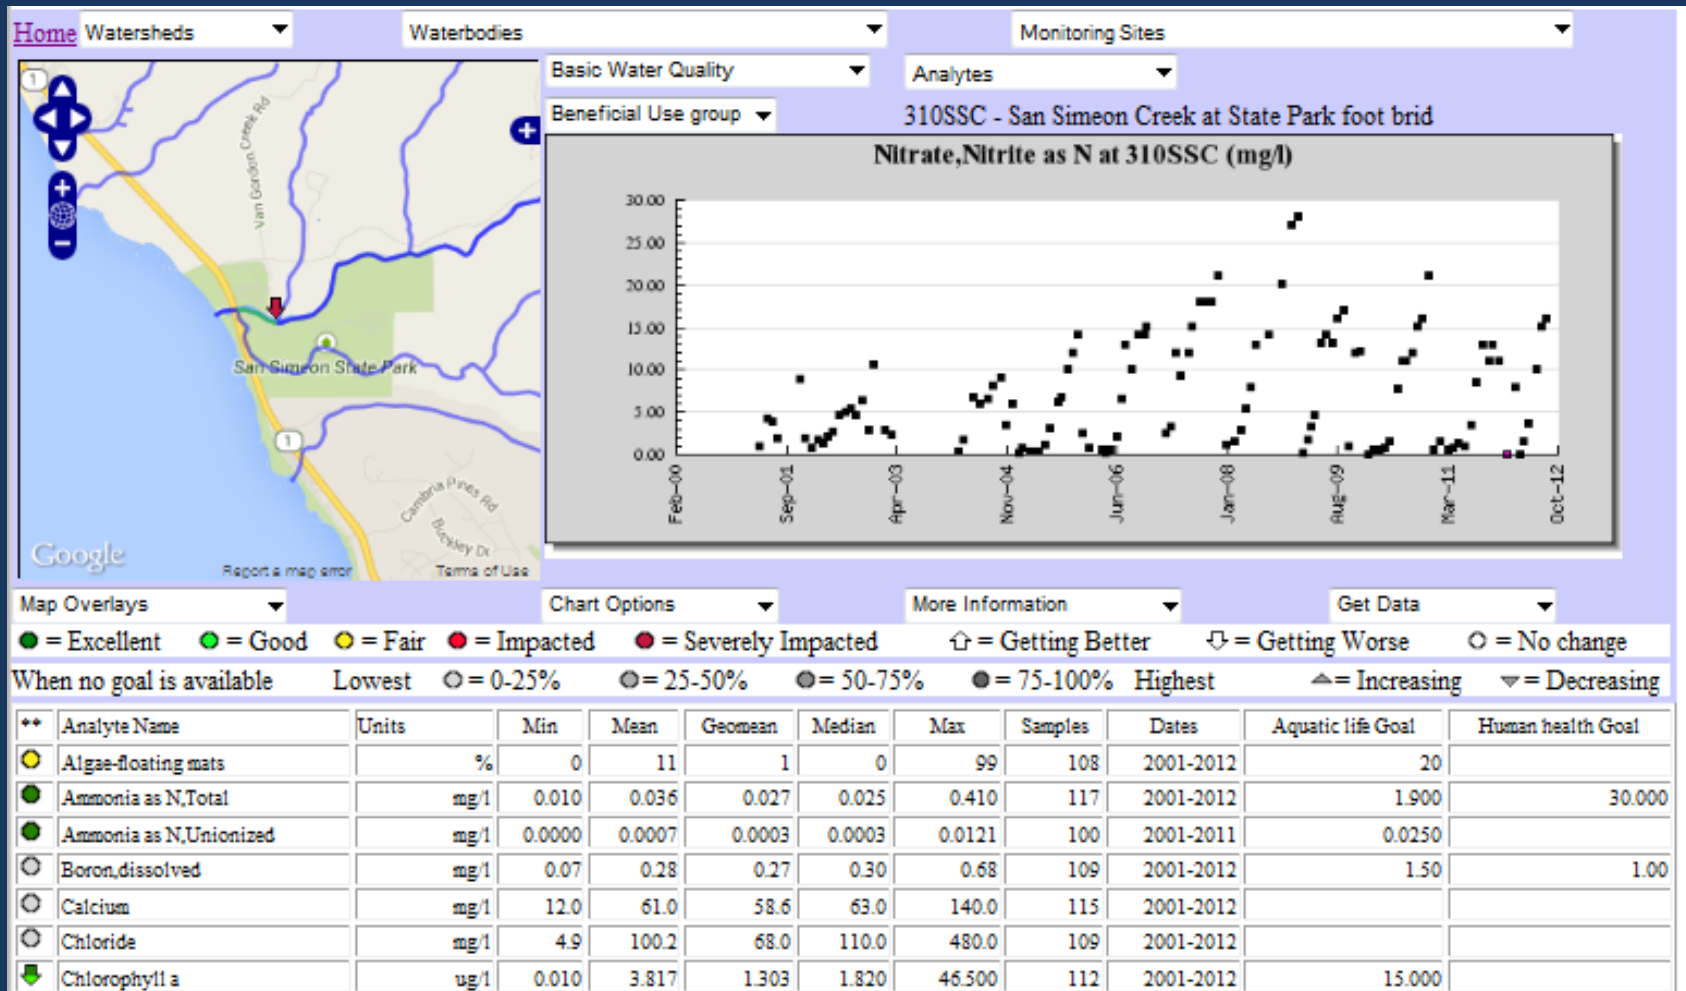 Home Watersheds Waterbodies Monitoring Sites
Basic Water Quality Analytes
Beneficial Use group 310SSC - San Simeon Creek at State Park foot brid
1
Van Gordon Creek Rd
San Simeon State Park
1
Cambria Pines Rd
Buckley Dr
Google
Report a map error Terms of Use
Nitrate,Nitrite as N at 310SSC (mg/l)
30.00
25.00
20.00
15.00
10.00
5.00
0.00
Feb-00 Sep-01 Apr-03 Nov-04 Jun-06 Jan-08 Aug-09 Mar-11 Oct-12
Map Overlays Chart Options More Information Get Data
= Excellent = Good = Fair = Impacted = Severely Impacted = Getting Better = Getting Worse = No change
When no goal is available Lowest = 0-25% = 25-50% = 50-75% = 75-100% Highest = Increasing = Decreasing
** Analyte Name Units Min Mean Geomean Median Max Samples Dates Aquatic life Goal Human health Goal
Algae-floating mats % 0 11 1 0 99 108 2001-2012 20
Ammonia as N,Total mg/l 0.010 0.036 0.027 0.025 0.410 117 2001-2012 1.900 30.000
Ammonia as N,Unionized mg/l 0.0000 0.0007 0.0003 0.0003 0.0121 100 2001-2011 0.0250
Boron,dissolved mg/l 0.07 0.28 0.27 0.30 0.68 109 2001-2012 1.50 1.00
Calcium mg/l 12.0 61.0 58.6 63.0 140.0 115 2001-2012
Chloride mg/l 4.9 100.2 68.0 110.0 480.0 109 2001-2012
Chlorophyll a ug/l 0.010 3.817 1.303 1.820 46.500 112 2001-2012 15.000